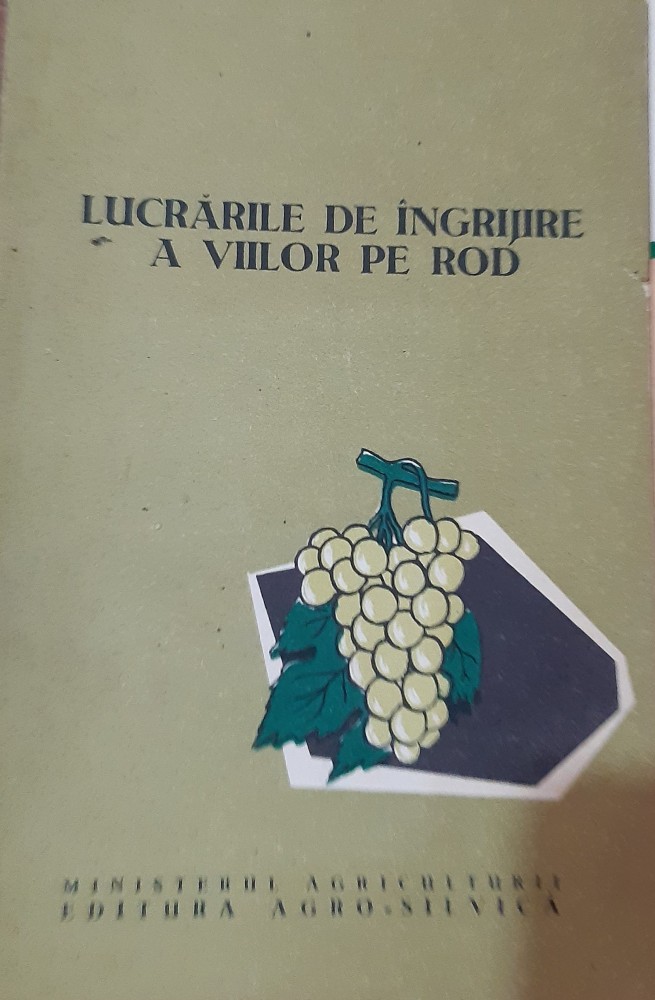 LUCRĂRILE DE ÎNGRIJIRE
A VIILOR PE ROD
MINISTERUL AGRICULTURII
EDITURA AGRO-SILVICĂ